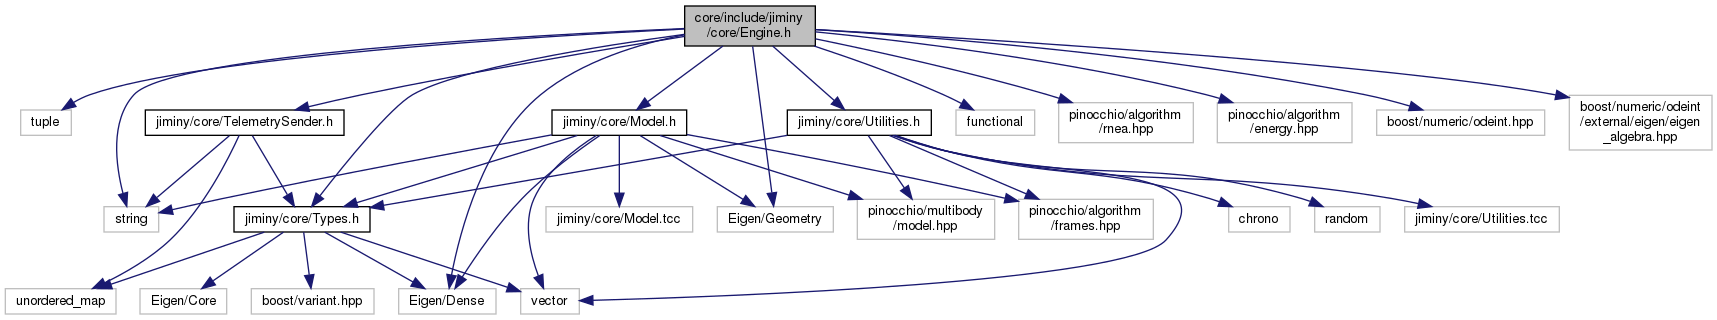 core/include/jiminy
/core/Engine.h
tuple
jiminy/core/TelemetrySender.h
jiminy/core/Model.h
jiminy/core/Utilities.h
functional
pinocchio/algorithm
/rnea.hpp
pinocchio/algorithm
/energy.hpp
boost/numeric/odeint.hpp
boost/numeric/odeint
/external/eigen/eigen
_algebra.hpp
string
jiminy/core/Types.h
jiminy/core/Model.tcc
Eigen/Geometry
pinocchio/multibody
/model.hpp
pinocchio/algorithm
/frames.hpp
chrono
random
jiminy/core/Utilities.tcc
unordered_map
Eigen/Core
boost/variant.hpp
Eigen/Dense
vector